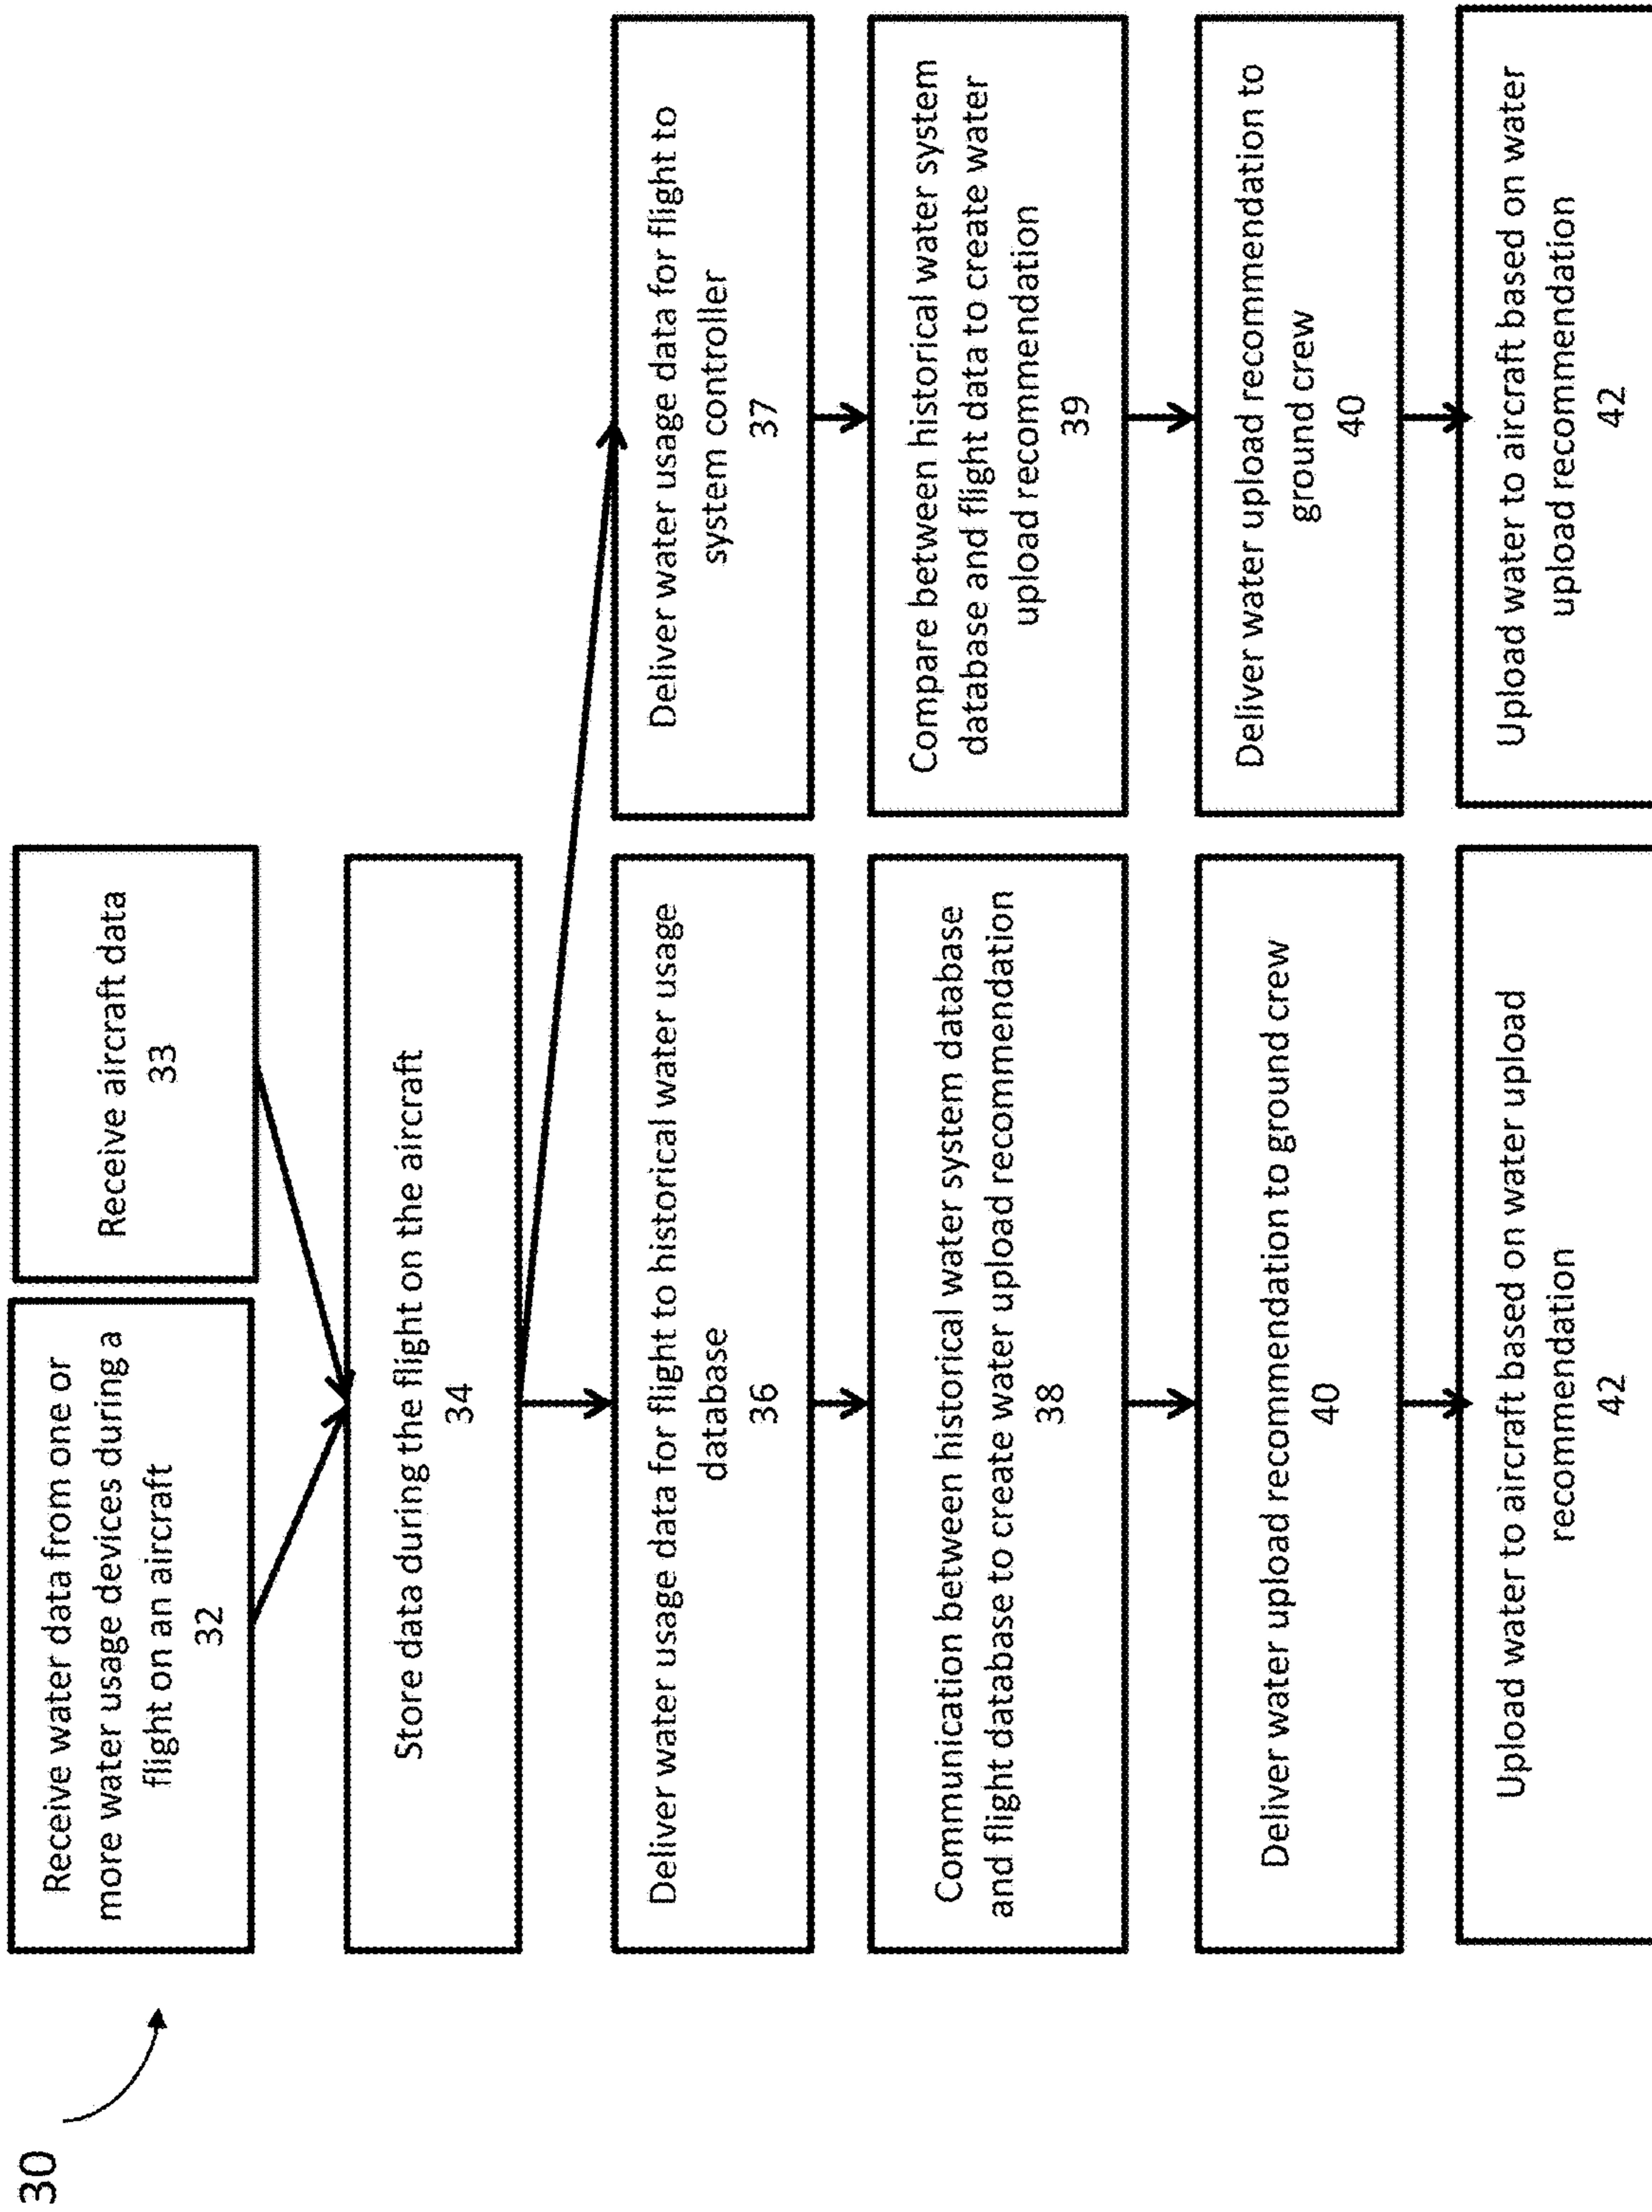 30
Receive water data from one or
more water usage devices during a
flight on an aircraft
32
Receive aircraft data
33
Store data during the flight on the aircraft
34
Deliver water usage data for flight to historical water usage
database
36
Deliver water usage data for flight to
system controller
37
Communication between historical water system database
and flight database to create water upload recommendation
38
Compare between historical water system
database and flight data to create water
upload recommendation
39
Deliver water upload recommendation to ground crew
40
Deliver water upload recommendation to
ground crew
40
Upload water to aircraft based on water upload
recommendation
42
Upload water to aircraft based on water
upload recommendation
42